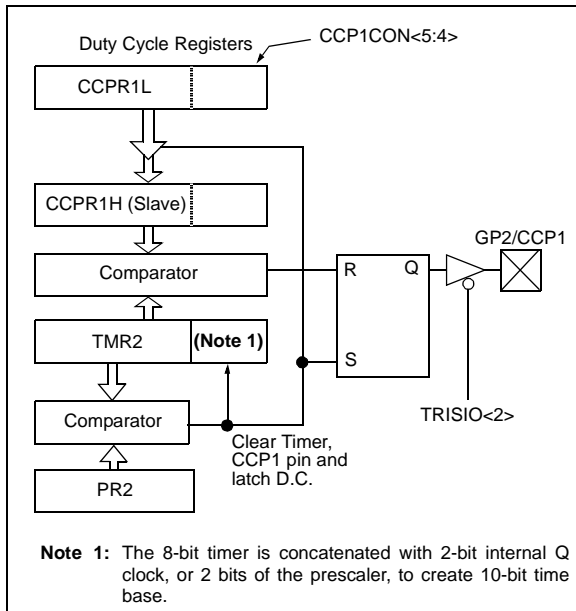 Duty Cycle Registers
CCP1CON<5:4>
CCPR1L
CCPR1H (Slave)
Comparator
R
Q
GP2/CCP1
TMR2
(Note 1)
S
TRISIO<2>
Comparator
Clear Timer,
CCP1 pin and
latch D.C.
PR2
Note 1: The 8-bit timer is concatenated with 2-bit internal Q
clock, or 2 bits of the prescaler, to create 10-bit time
base.